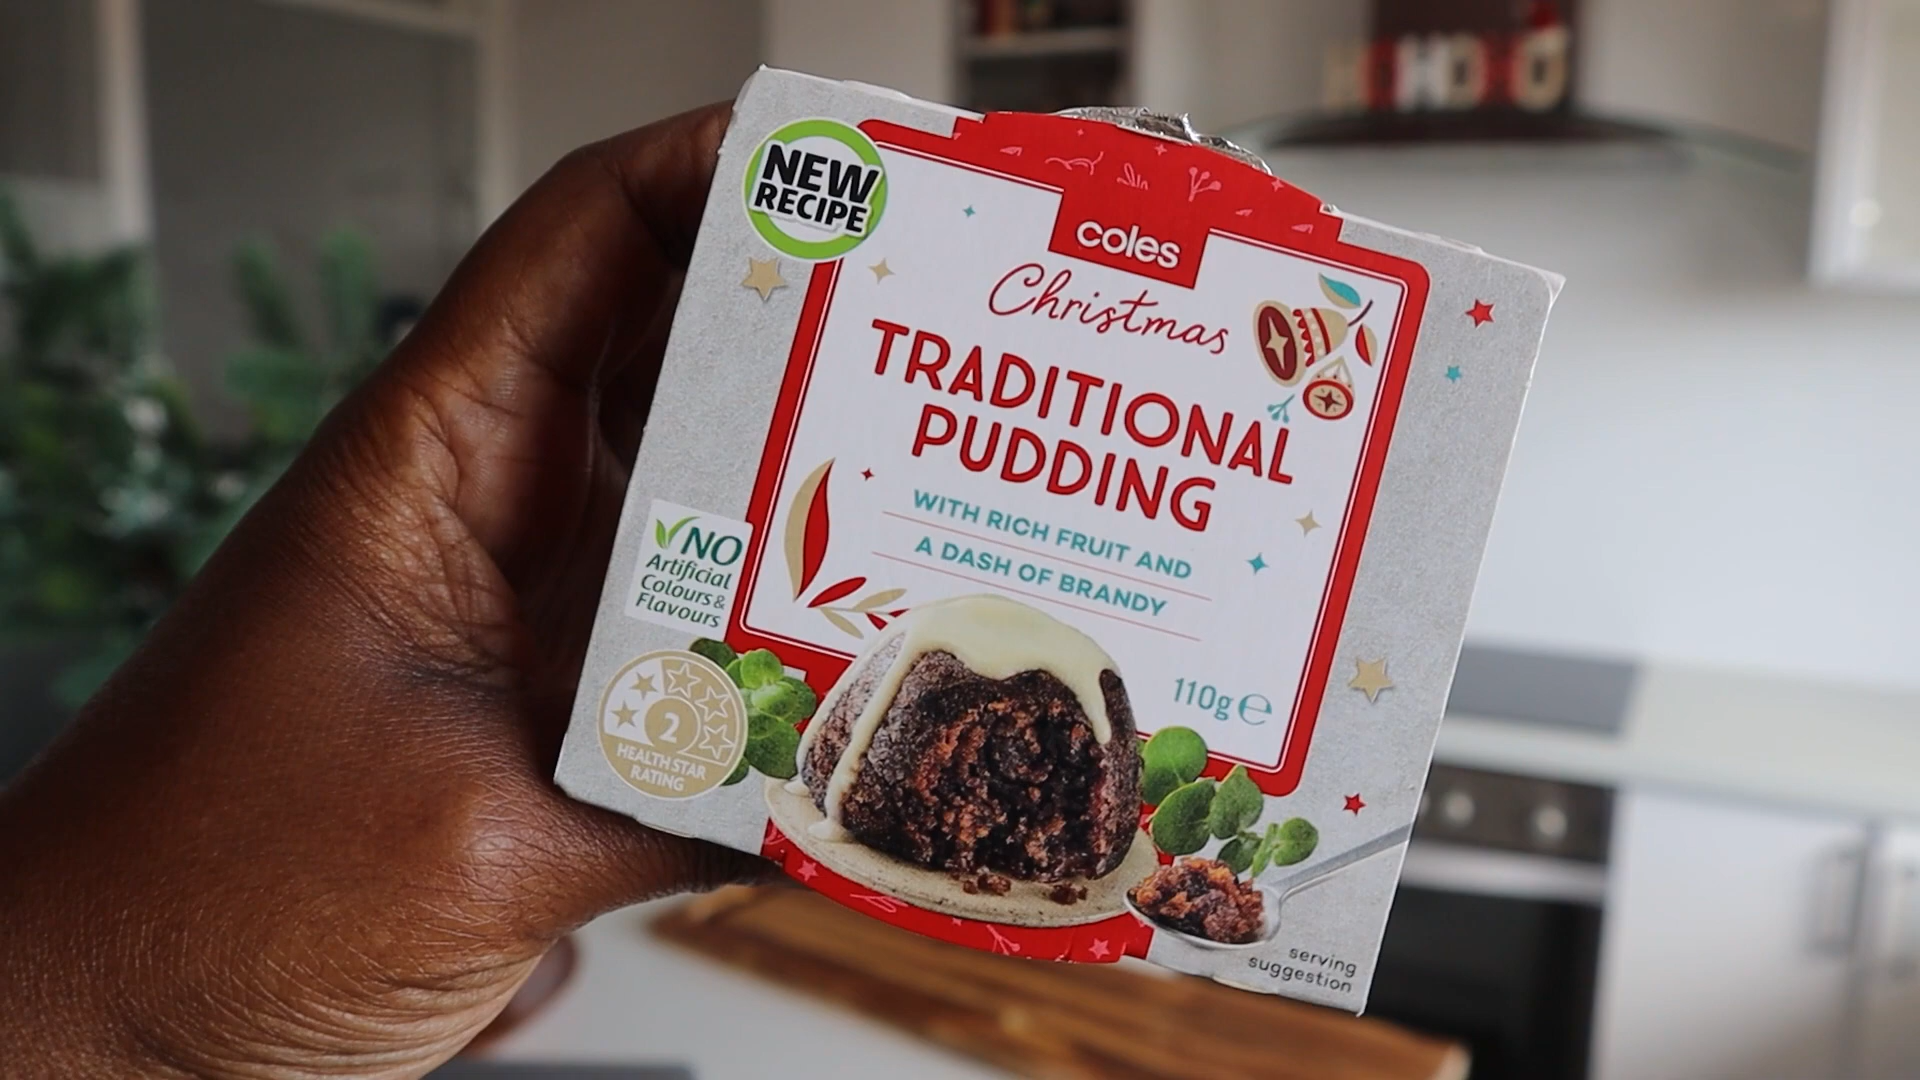 NEW
RECIPE
coles
Christmas
TRADITIONAL
PUDDING
WITH RICH FRUIT AND
A DASH OF BRANDY
110g ℮
NO
Artificial
Colours &
Flavours
2
HEALTH STAR
RATING
serving
suggestion